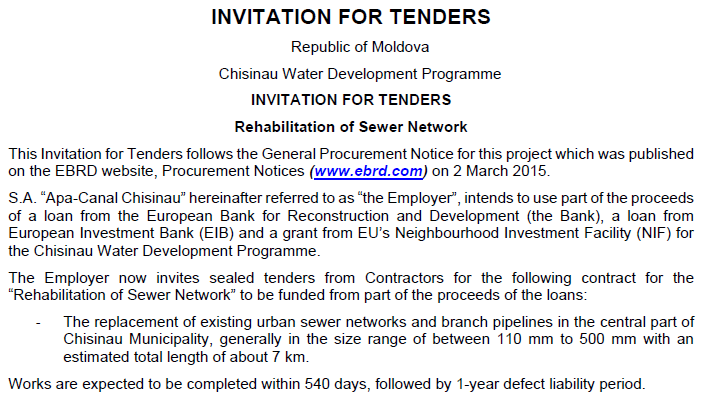 INVITATION FOR TENDERS
Republic of Moldova
Chisinau Water Development Programme
INVITATION FOR TENDERS
Rehabilitation of Sewer Network
This Invitation for Tenders follows the General Procurement Notice for this project which was published
on the EBRD website, Procurement Notices (www.ebrd.com) on 2 March 2015.
S.A. “Apa-Canal Chisinau” hereinafter referred to as “the Employer”, intends to use part of the proceeds
of a loan from the European Bank for Reconstruction and Development (the Bank), a loan from
European Investment Bank (EIB) and a grant from EU’s Neighbourhood Investment Facility (NIF) for
the Chisinau Water Development Programme.
The Employer now invites sealed tenders from Contractors for the following contract for the
“Rehabilitation of Sewer Network” to be funded from part of the proceeds of the loans:
- The replacement of existing urban sewer networks and branch pipelines in the central part of
Chisinau Municipality, generally in the size range of between 110 mm to 500 mm with an
estimated total length of about 7 km.
Works are expected to be completed within 540 days, followed by 1-year defect liability period.